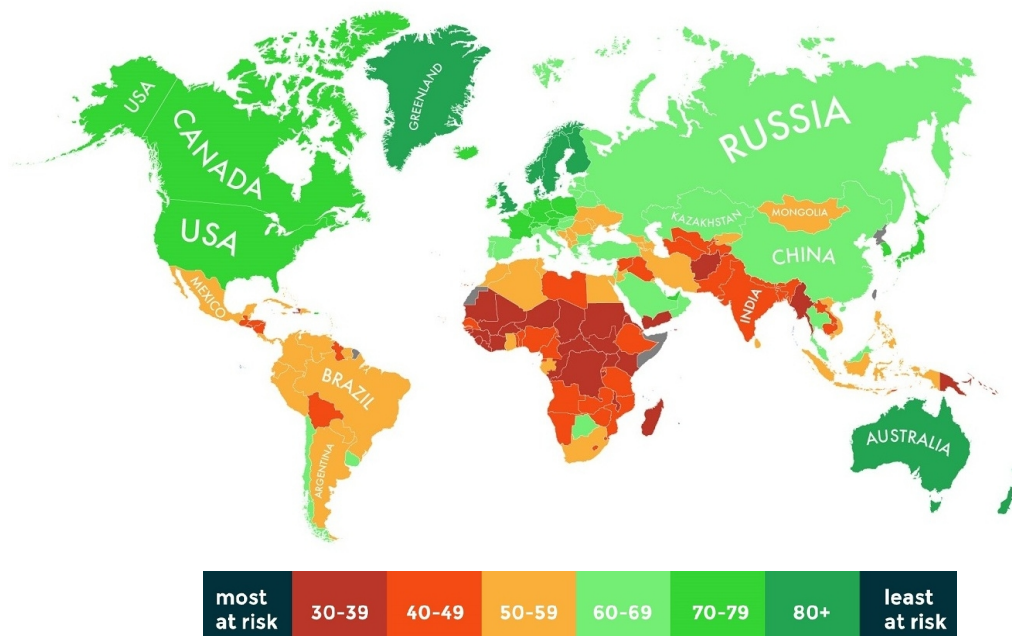 GREENLAND
USA
CANADA
RUSSIA
USA
KAZAKHSTAN
MONGOLIA
CHINA
MEXICO
INDIA
BRAZIL
ARGENTINA
AUSTRALIA
most 30-39 40-49 50-59 60-69 70-79 80+ least
at risk at risk